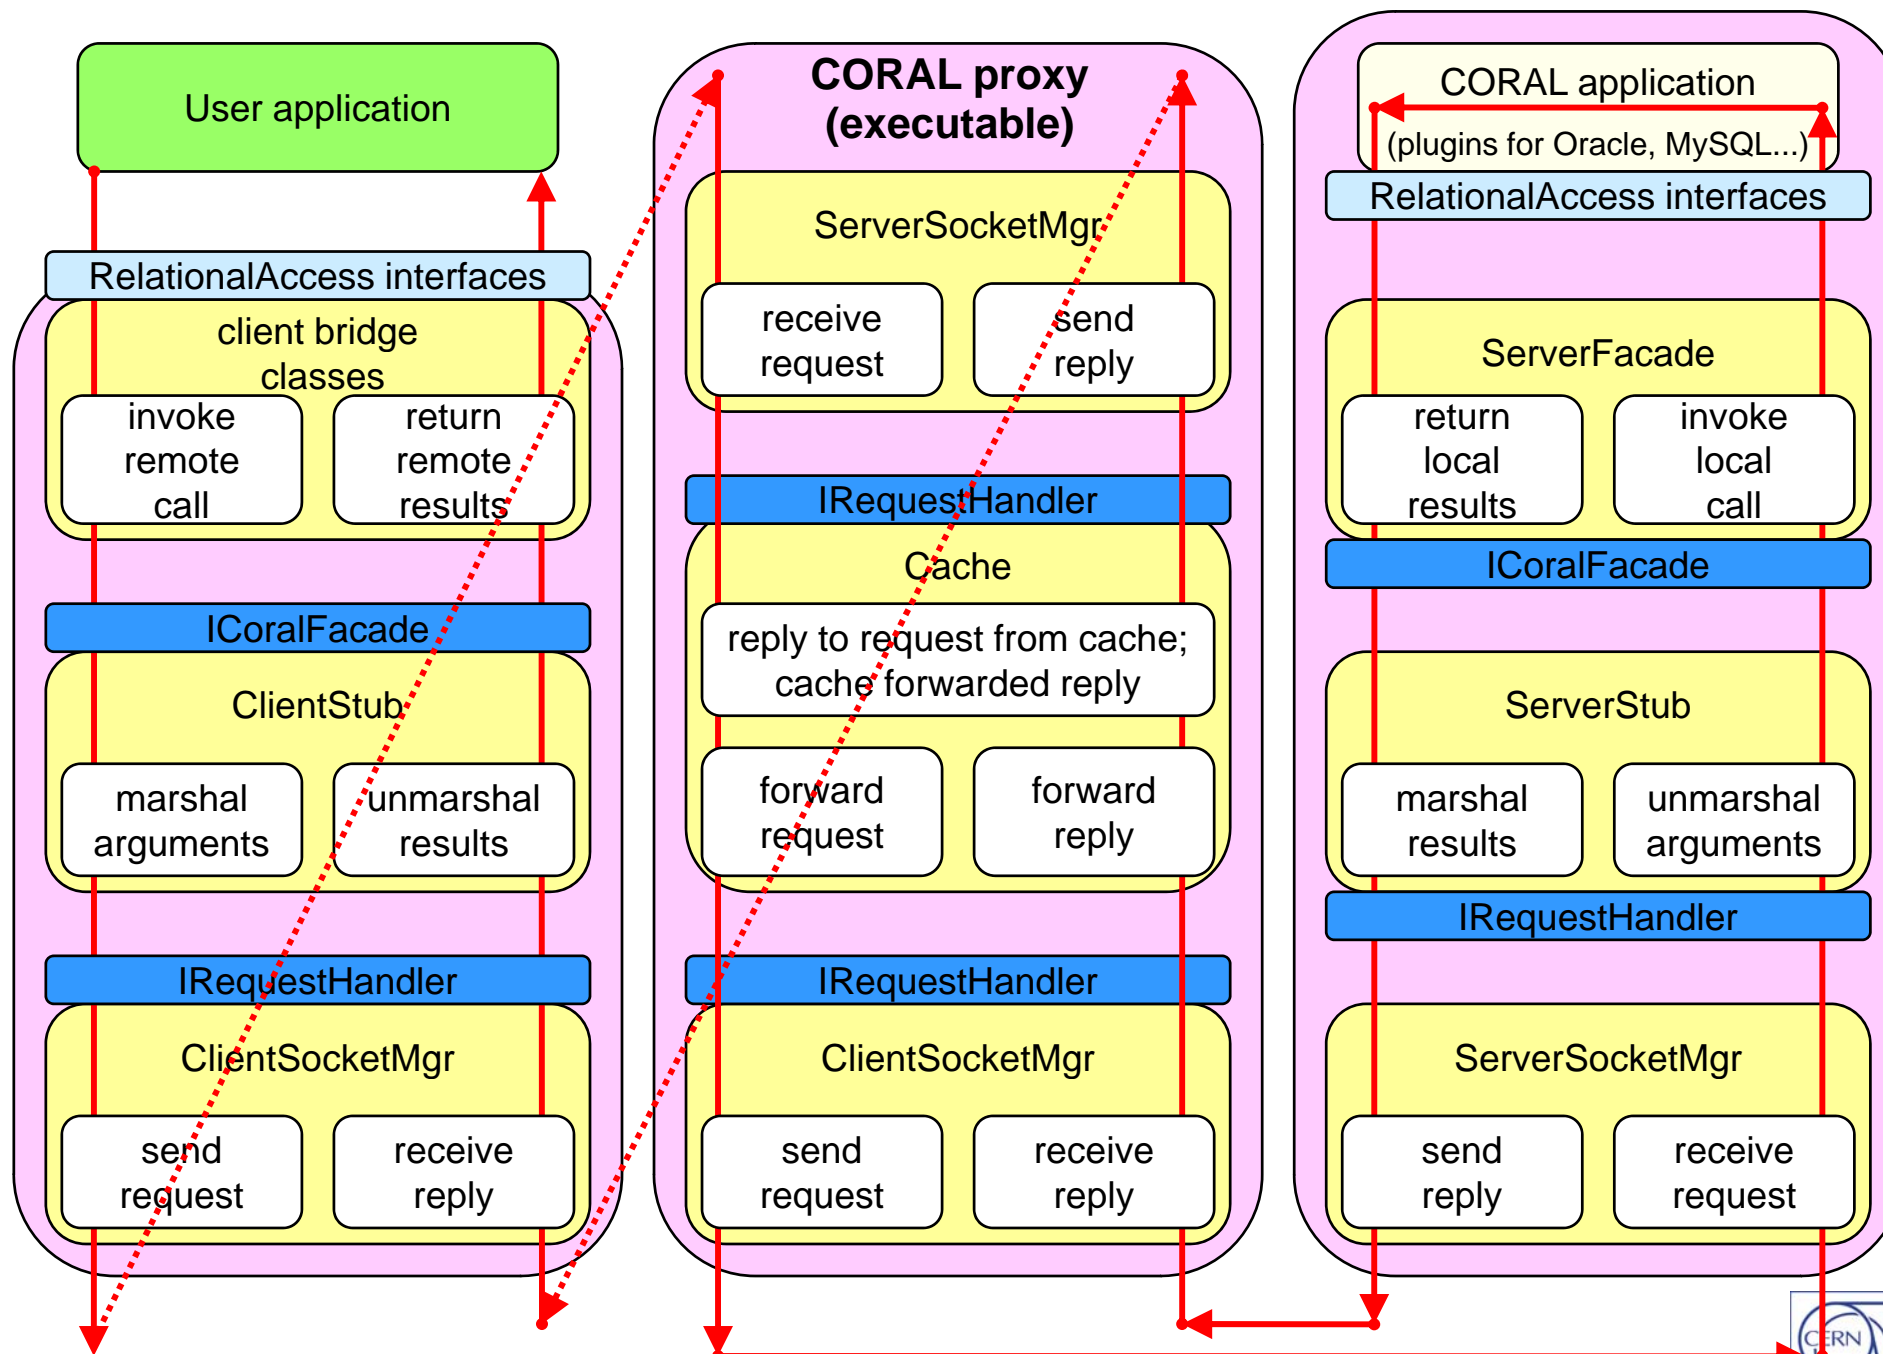 User application
RelationalAccess interfaces
client bridge
classes
invoke
remote
call
return
remote
results
ICoralFacade
ClientStub
marshal
arguments
unmarshal
results
IRequestHandler
ClientSocketMgr
send
request
receive
reply
CORAL proxy
(executable)
ServerSocketMgr
receive
request
send
reply
IRequestHandler
Cache
reply to request from cache;
cache forwarded reply
forward
request
forward
reply
IRequestHandler
ClientSocketMgr
send
request
receive
reply
CORAL application
(plugins for Oracle, MySQL...)
RelationalAccess interfaces
ServerFacade
return
local
results
invoke
local
call
ICoralFacade
ServerStub
marshal
results
unmarshal
arguments
IRequestHandler
ServerSocketMgr
send
reply
receive
request
CERN